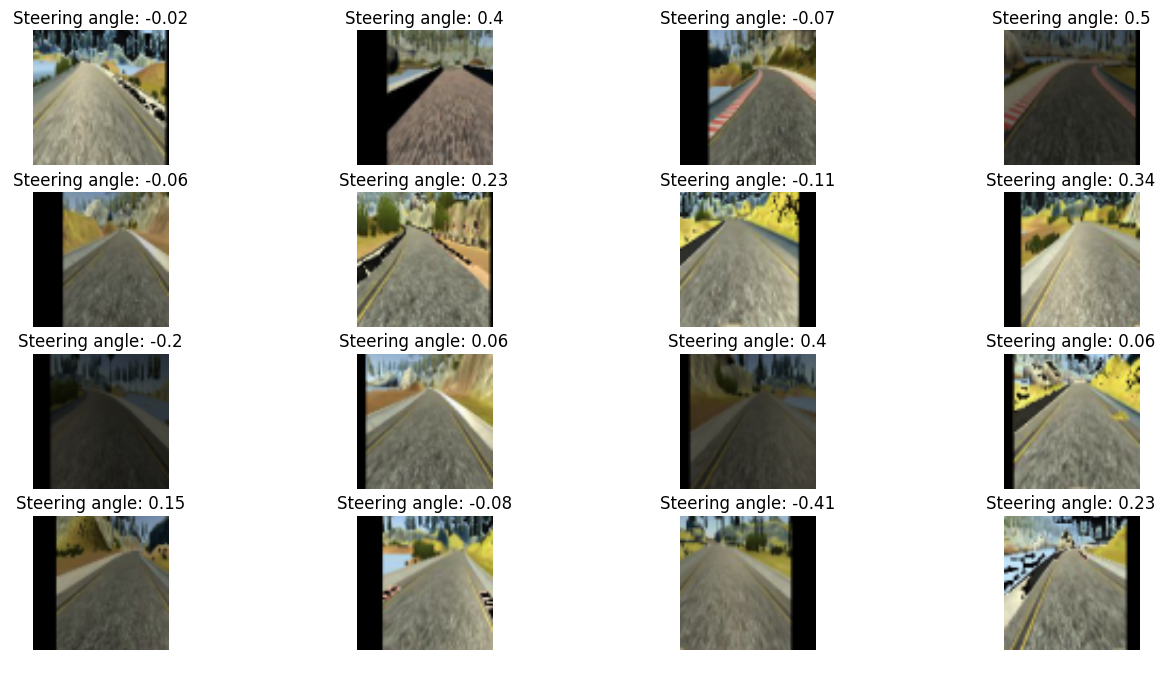 Steering angle: -0.02
Steering angle: 0.4
Steering angle: -0.07
Steering angle: 0.5
Steering angle: -0.06
Steering angle: 0.23
Steering angle: -0.11
Steering angle: 0.34
Steering angle: -0.2
Steering angle: 0.06
Steering angle: 0.4
Steering angle: 0.06
Steering angle: 0.15
Steering angle: -0.08
Steering angle: -0.41
Steering angle: 0.23